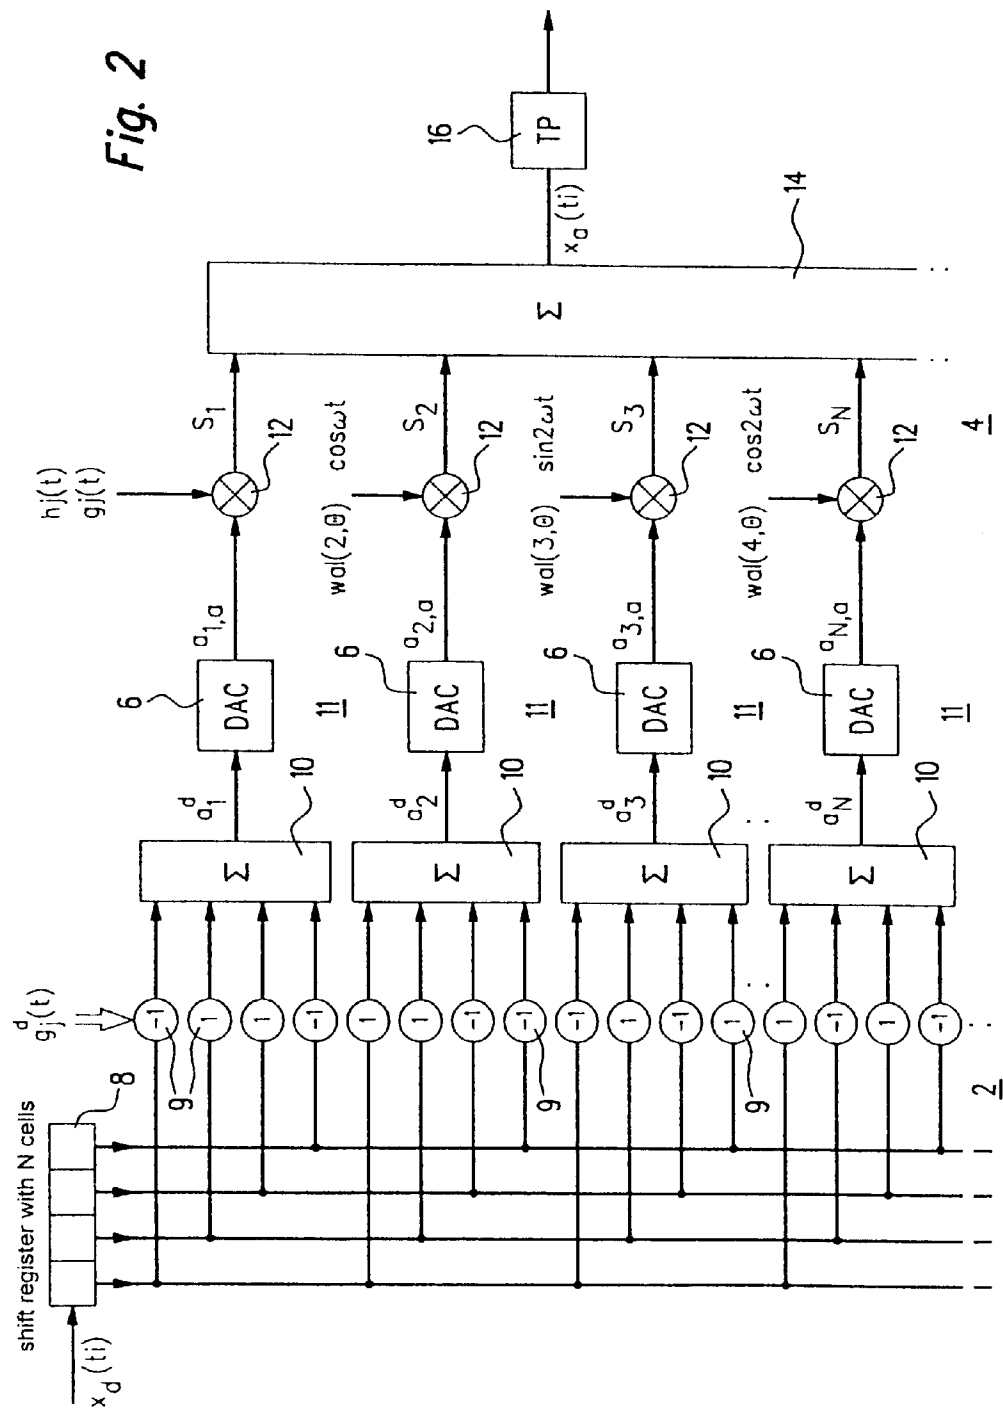 Fig. 2
shift register with N cells
8
x_d(ti)
g_j^d(t)
9
-1
1
1
-1
1
1
-1
-1
9
-1
1
-1
1
9
1
-1
1
-1
. .
. .
2
Σ
10
Σ
10
Σ
10
. .
Σ
10
a_1^d
a_2^d
a_3^d
a_N^d
6
DAC
11
6
DAC
11
6
DAC
11
6
DAC
11
a_1,a
a_2,a
a_3,a
a_N,a
hj(t)
gj(t)
12
wal(2,θ) cosωt
12
wal(3,θ) sin2ωt
12
wal(4,θ) cos2ωt
12
S_1
S_2
S_3
S_N
4
Σ
14
. .
. .
x_a(ti)
16
TP